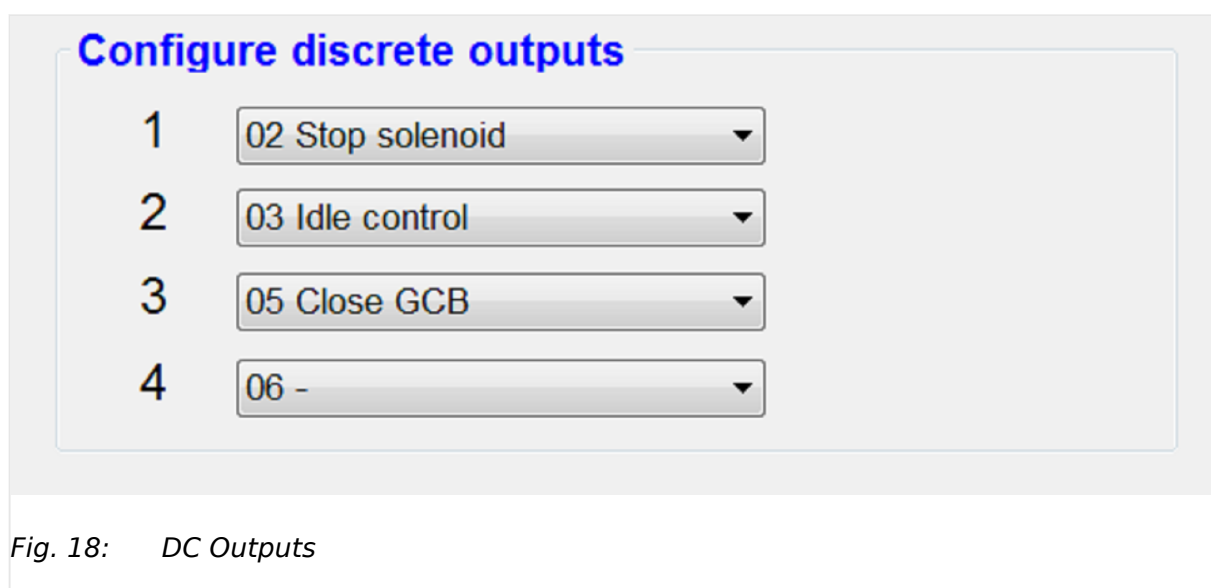 Configure discrete outputs
1 02 Stop solenoid
2 03 Idle control
3 05 Close GCB
4 06 -
Fig. 18: DC Outputs